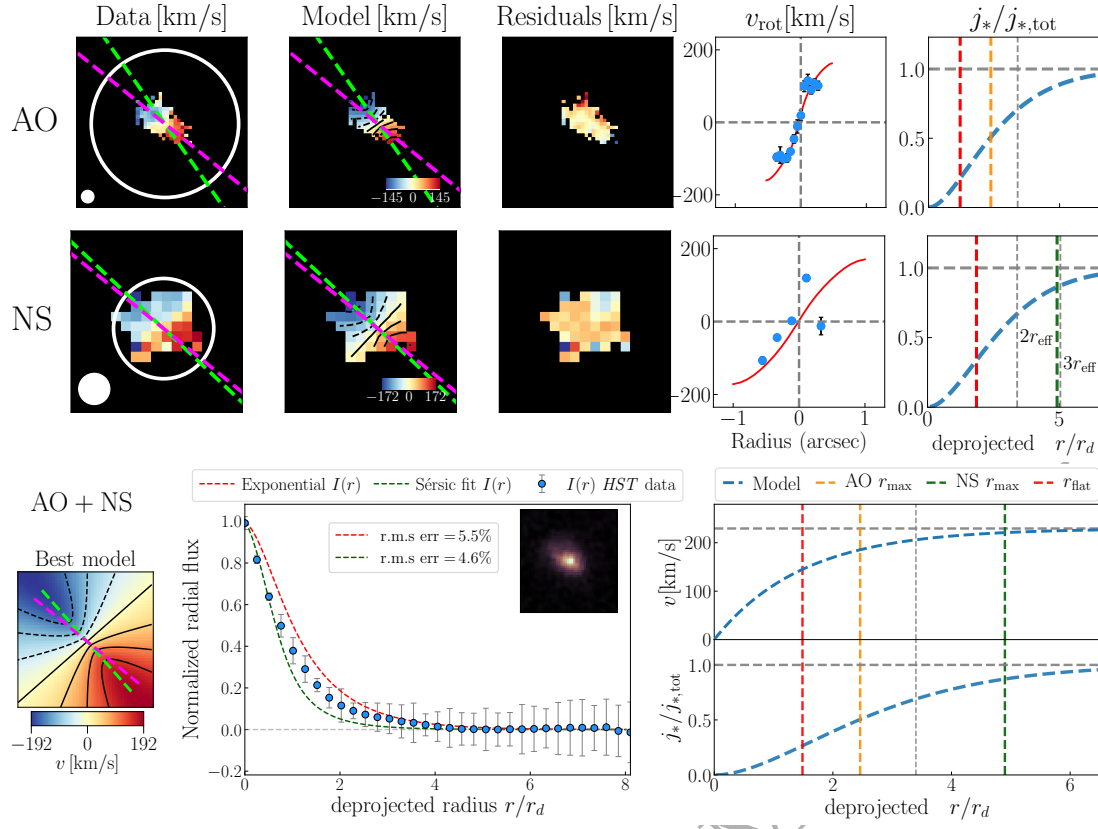 Data [km/s] Model [km/s] Residuals [km/s] v_rot [km/s] j_*/j_{*,tot}
AO
−145 0 145
200
0
−200
1.0
0.5
0.0
NS
−172 0 172
200
0
−200
−1 0 1
Radius (arcsec)
1.0
0.5
0.0
2r_eff
3r_eff
0 5
deprojected r/r_d
AO + NS
Best model
−192 0 192
v [km/s]
Exponential I(r) Sérsic fit I(r) I(r) HST data
r.m.s err = 5.5%
r.m.s err = 4.6%
Normalized radial flux
1.0
0.8
0.6
0.4
0.2
0.0
−0.2
0 2 4 6 8
deprojected radius r/r_d
Model AO r_max NS r_max r_flat
v [km/s]
200
0
j_*/j_{*,tot}
1.0
0.5
0.0
0 2 4 6
deprojected r/r_d